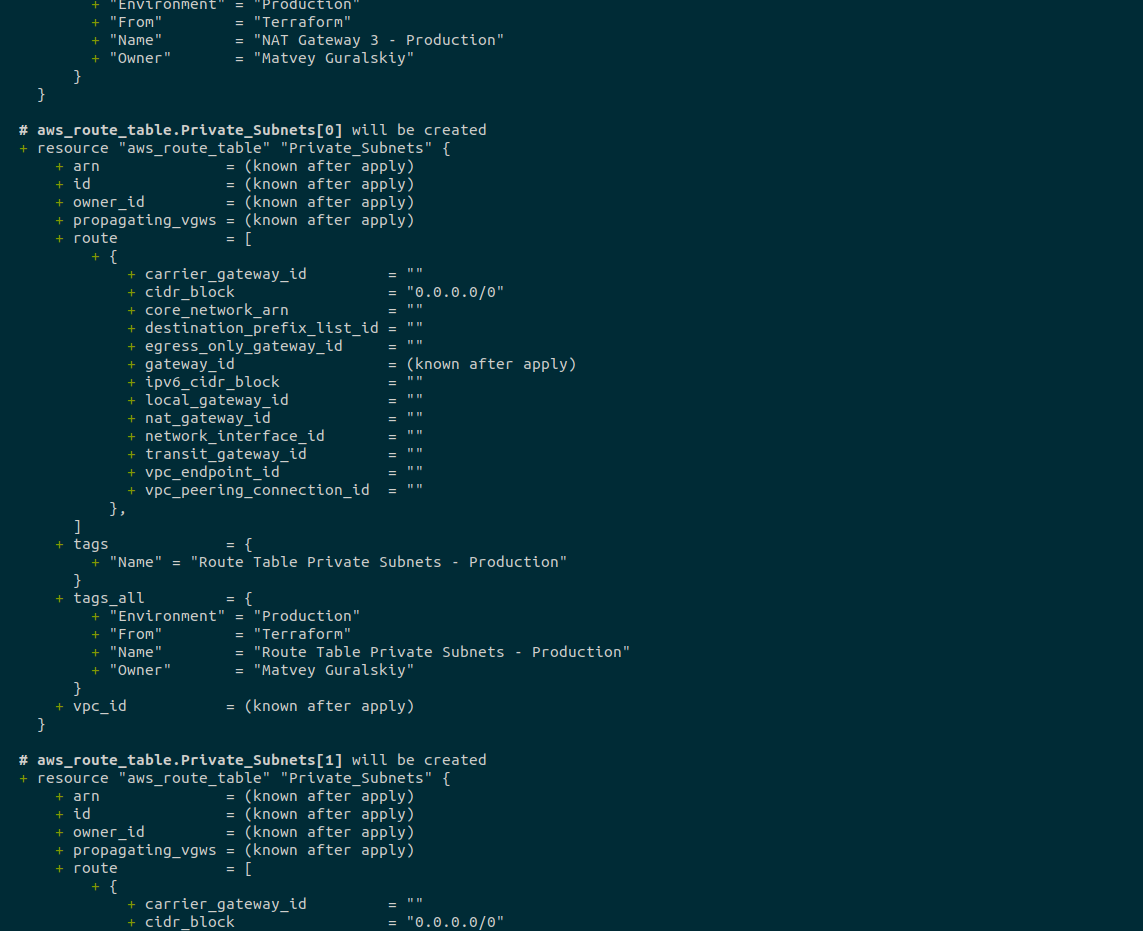 + "Environment" = "Production"
+ "From"        = "Terraform"
+ "Name"        = "NAT Gateway 3 - Production"
+ "Owner"       = "Matvey Guralskiy"
}
}
# aws_route_table.Private_Subnets[0] will be created
+ resource "aws_route_table" "Private_Subnets" {
+ arn              = (known after apply)
+ id               = (known after apply)
+ owner_id         = (known after apply)
+ propagating_vgws = (known after apply)
+ route            = [
+ {
+ carrier_gateway_id         = ""
+ cidr_block                 = "0.0.0.0/0"
+ core_network_arn           = ""
+ destination_prefix_list_id = ""
+ egress_only_gateway_id     = ""
+ gateway_id                 = (known after apply)
+ ipv6_cidr_block            = ""
+ local_gateway_id           = ""
+ nat_gateway_id             = ""
+ network_interface_id       = ""
+ transit_gateway_id         = ""
+ vpc_endpoint_id            = ""
+ vpc_peering_connection_id  = ""
},
]
+ tags             = {
+ "Name" = "Route Table Private Subnets - Production"
}
+ tags_all         = {
+ "Environment" = "Production"
+ "From"        = "Terraform"
+ "Name"        = "Route Table Private Subnets - Production"
+ "Owner"       = "Matvey Guralskiy"
}
+ vpc_id           = (known after apply)
}
# aws_route_table.Private_Subnets[1] will be created
+ resource "aws_route_table" "Private_Subnets" {
+ arn              = (known after apply)
+ id               = (known after apply)
+ owner_id         = (known after apply)
+ propagating_vgws = (known after apply)
+ route            = [
+ {
+ carrier_gateway_id         = ""
+ cidr_block                 = "0.0.0.0/0"